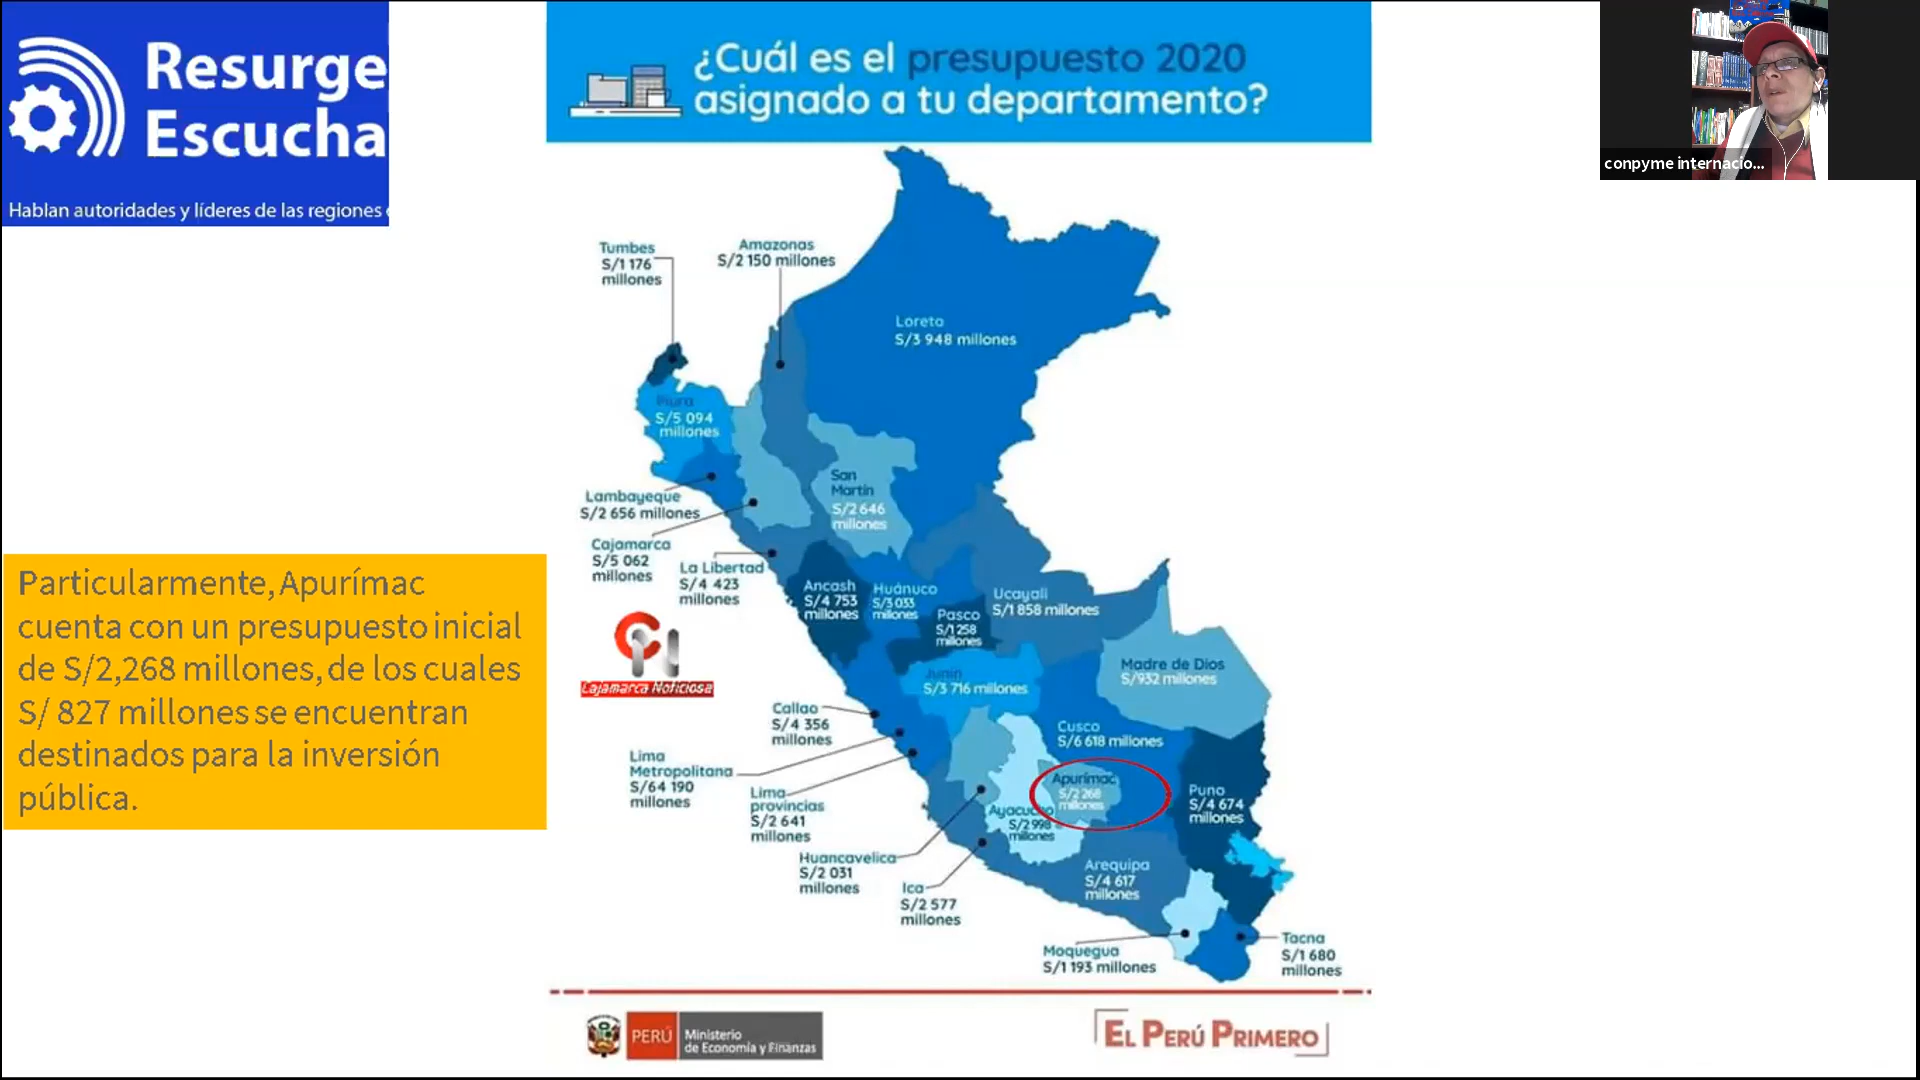 Resurge
Escucha
Hablan autoridades y líderes de las regiones
¿Cuál es el presupuesto 2020
asignado a tu departamento?
conpyme internacio...
Tumbes
S/1 176
millones
Amazonas
S/2 150 millones
Loreto
S/3 948 millones
Piura
S/5 094
millones
San
Martín
S/2 646
millones
Lambayeque
S/2 656 millones
Cajamarca
S/5 062
millones
La Libertad
S/4 423
millones
Ancash
S/4 753
millones
Huánuco
S/3 033
millones
Pasco
S/1 258
millones
Ucayali
S/1 858 millones
Madre de Dios
S/932 millones
Junín
S/3 716 millones
Cajamarca Noticiosa
Callao
S/4 356
millones
Lima
Metropolitana
S/64 190
millones
Lima
provincias
S/2 641
millones
Cusco
S/6 618 millones
Apurímac
S/2 268
millones
Ayacucho
S/2 998
millones
Puno
S/4 674
millones
Huancavelica
S/2 031
millones
Ica
S/2 577
millones
Arequipa
S/4 617
millones
Moquegua
S/1 193 millones
Tacna
S/1 680
millones
Particularmente, Apurímac
cuenta con un presupuesto inicial
de S/2,268 millones, de los cuales
S/ 827 millones se encuentran
destinados para la inversión
pública.
PERÚ
Ministerio
de Economía y Finanzas
EL PERÚ PRIMERO